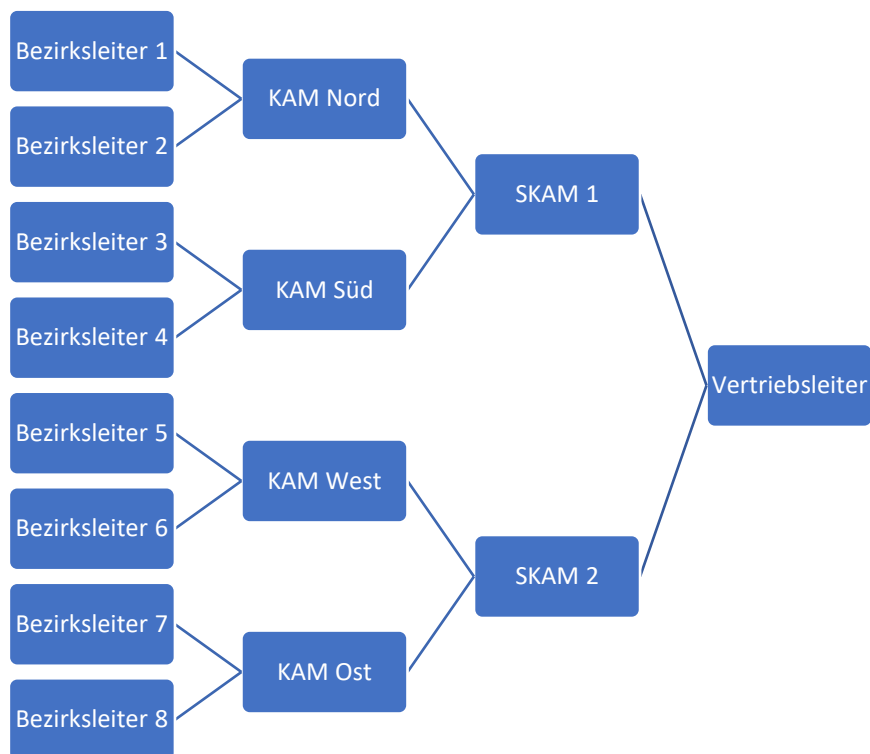 Bezirksleiter 1
Bezirksleiter 2
Bezirksleiter 3
Bezirksleiter 4
Bezirksleiter 5
Bezirksleiter 6
Bezirksleiter 7
Bezirksleiter 8
KAM Nord
KAM Süd
KAM West
KAM Ost
SKAM 1
SKAM 2
Vertriebsleiter